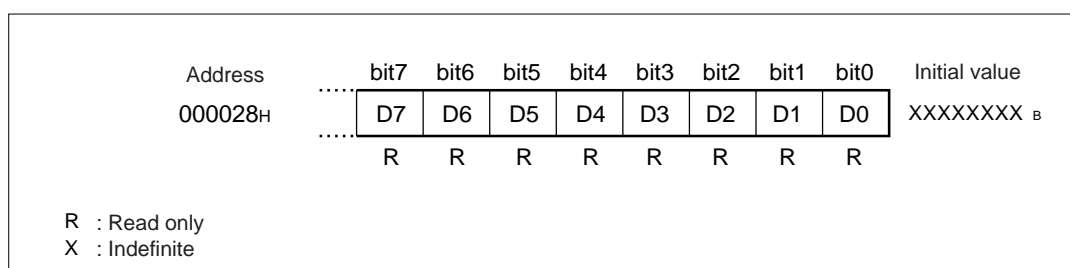 Address bit7 bit6 bit5 bit4 bit3 bit2 bit1 bit0 Initial value
000028H D7 D6 D5 D4 D3 D2 D1 D0 XXXXXXXX B
R R R R R R R R
R : Read only
X : Indefinite